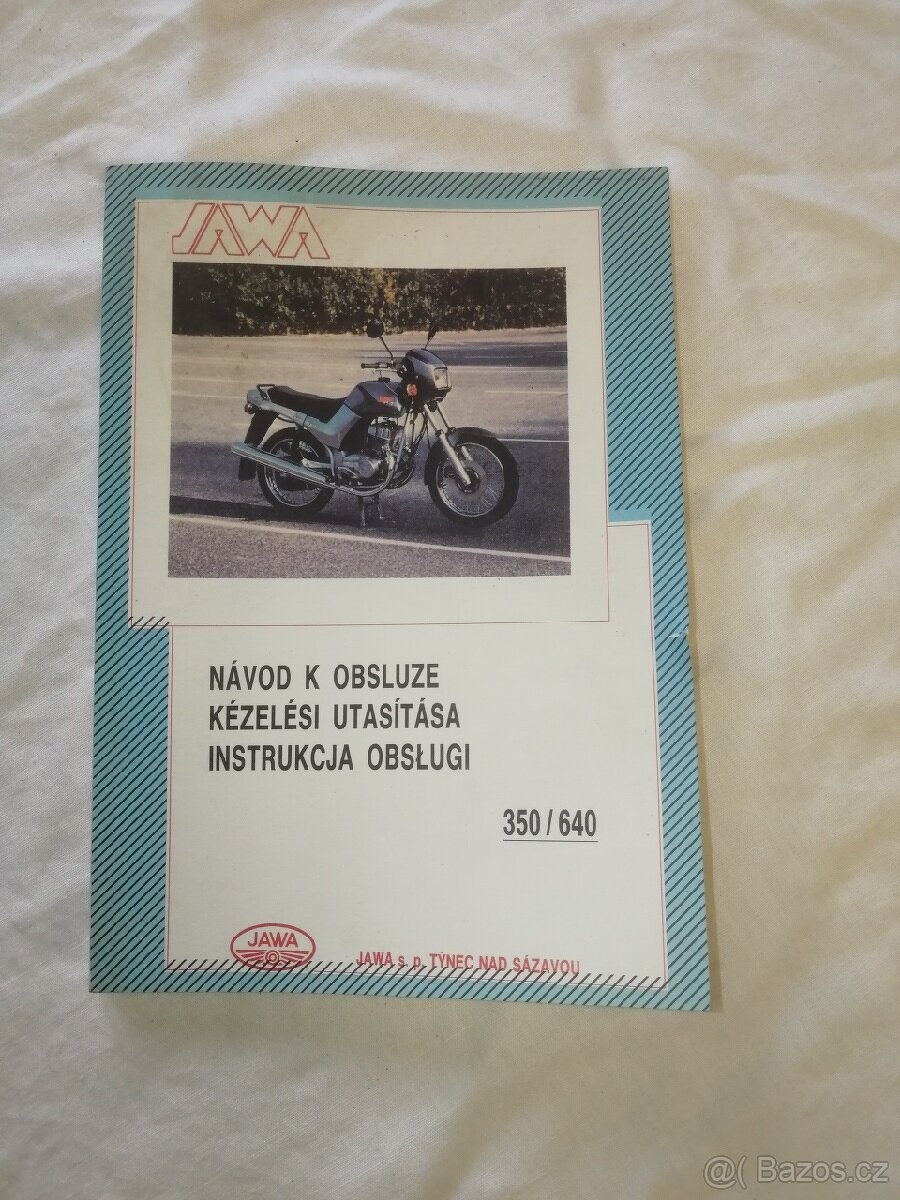 JAWA
NÁVOD K OBSLUZE
KÉZELÉSI UTASÍTÁSA
INSTRUKCJA OBSŁUGI
350 / 640
JAWA
JAWA s. p. TÝNEC NAD SÁZAVOU
@( Bazos.cz